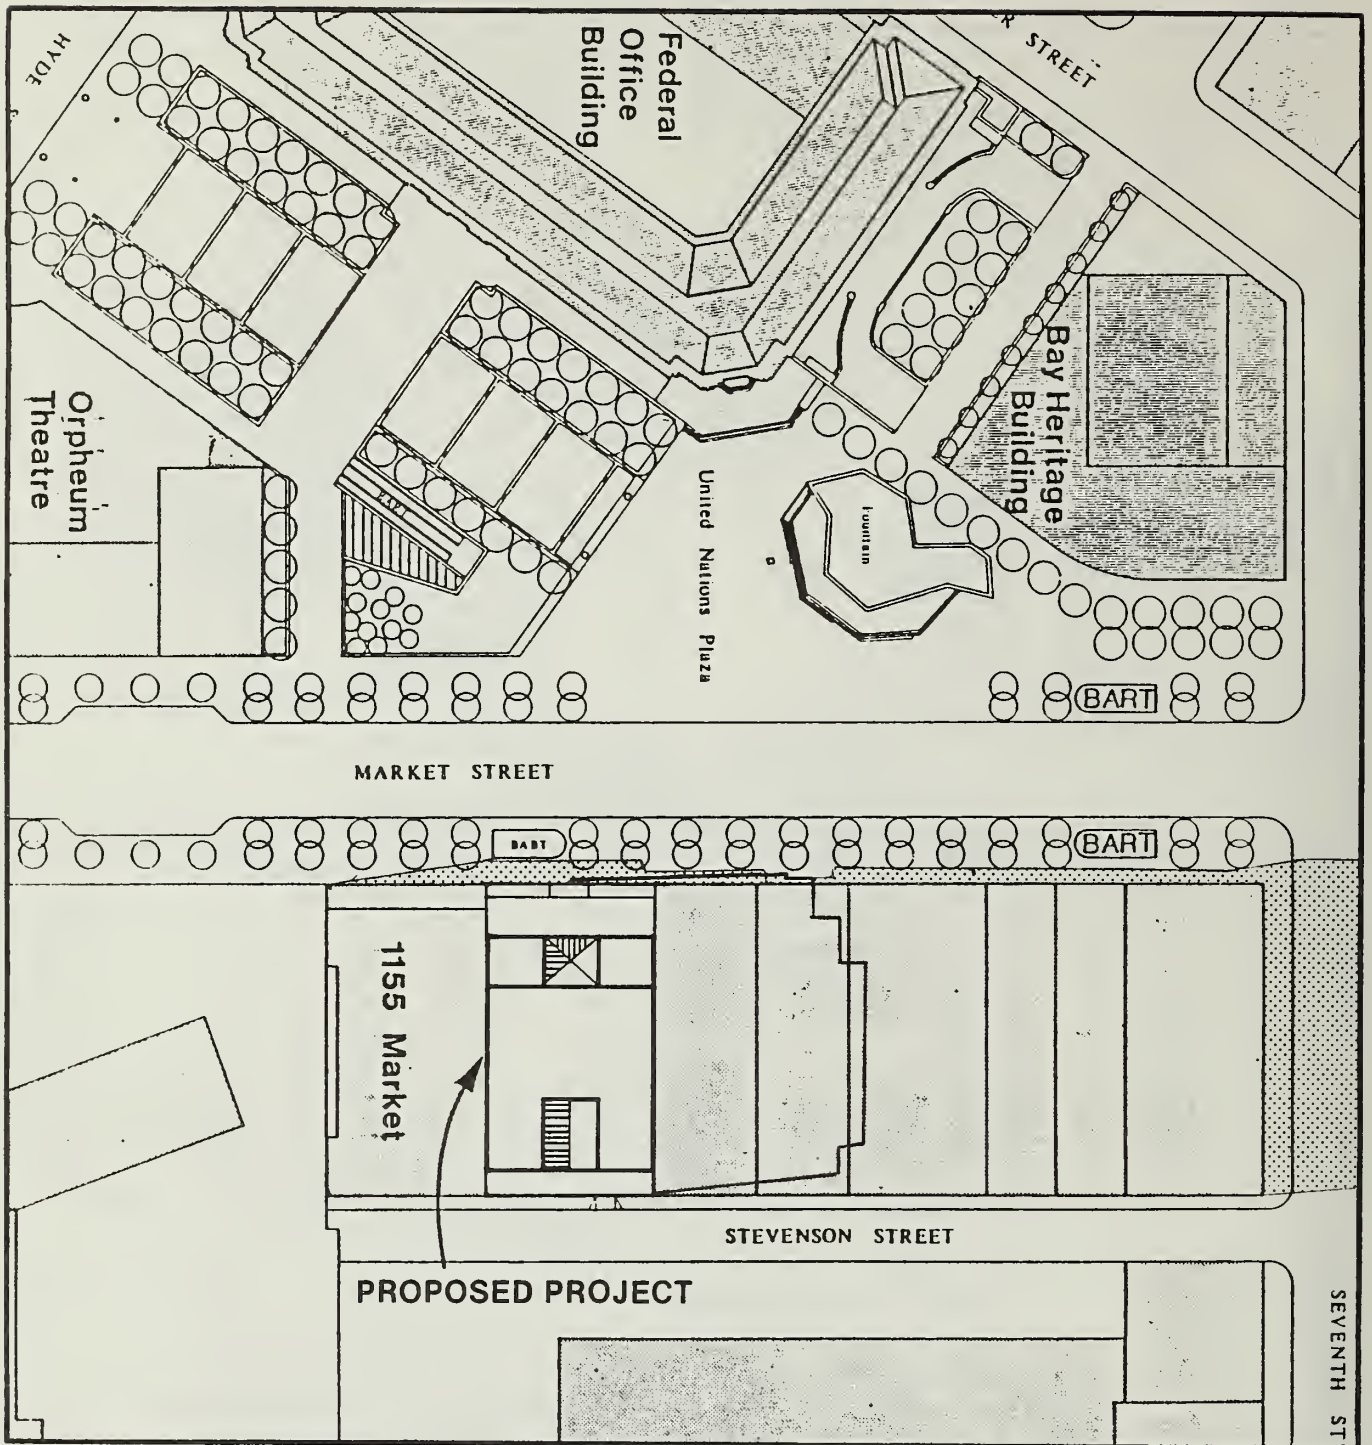 HYDE
Federal
Office
Building
STREET
Bay Heritage
Building
Orpheum
Theatre
United Nations Plaza
Fountain
BART
MARKET STREET
BART
BART
1155 Market
STEVENSON STREET
PROPOSED PROJECT
SEVENTH ST